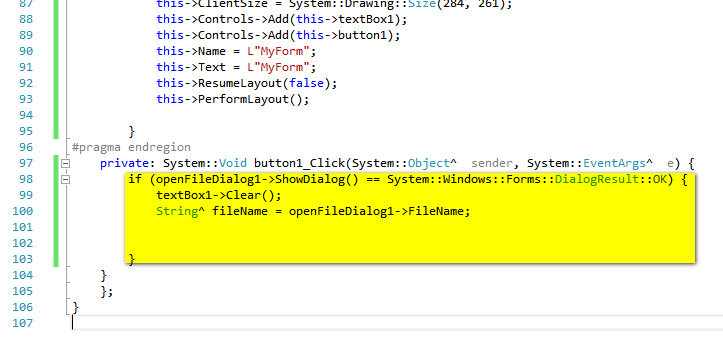 87 this->ClientSize = System::Drawing::Size(284, 261);
88 this->Controls->Add(this->textBox1);
89 this->Controls->Add(this->button1);
90 this->Name = L"MyForm";
91 this->Text = L"MyForm";
92 this->ResumeLayout(false);
93 this->PerformLayout();
94
95 }
96 #pragma endregion
97 private: System::Void button1_Click(System::Object^  sender, System::EventArgs^  e) {
98 if (openFileDialog1->ShowDialog() == System::Windows::Forms::DialogResult::OK) {
99 textBox1->Clear();
100 String^ fileName = openFileDialog1->FileName;
101
102
103 }
104 }
105 };
106 }
107